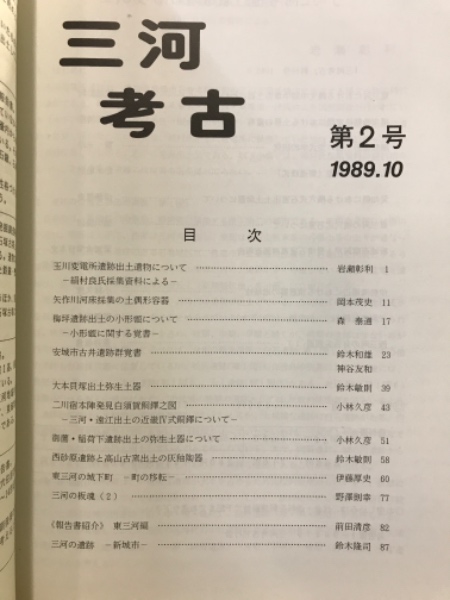 三河
考古
第2号
1989.10
目 次
玉川変電所遺跡出土遺物について ……… 岩瀬彰利 1
−稲村良氏採集資料による−
矢作川河床採集の土偶形容器 ……… 岡本茂史 11
梅坪遺跡出土の小形甑について ……… 森 泰通 17
−小形甑に関する覚書−
安城市古井遺跡群覚書 ……… 鈴木和雄 23
神谷友和
大本貝塚出土弥生土器 ……… 鈴木敏則 39
二川宿本陣発見白須賀銅鐸之図 ……… 小林久彦 43
−三河・遠江出土の近畿Ⅳ式銅鐸について−
・稲荷下遺跡出土の弥生土器について ……… 小林久彦 51
西砂原遺跡と高山古窯出土の灰釉陶器 ……… 鈴木敏則 58
東三河の城下町 −町の移転− ……… 伊藤厚史 60
三河の板碑(2) ……… 野澤則幸 77
《報告書紹介》 東三河編 ……… 前田清彦 82
三河の遺跡 −新城市− ……… 鈴木隆司 87